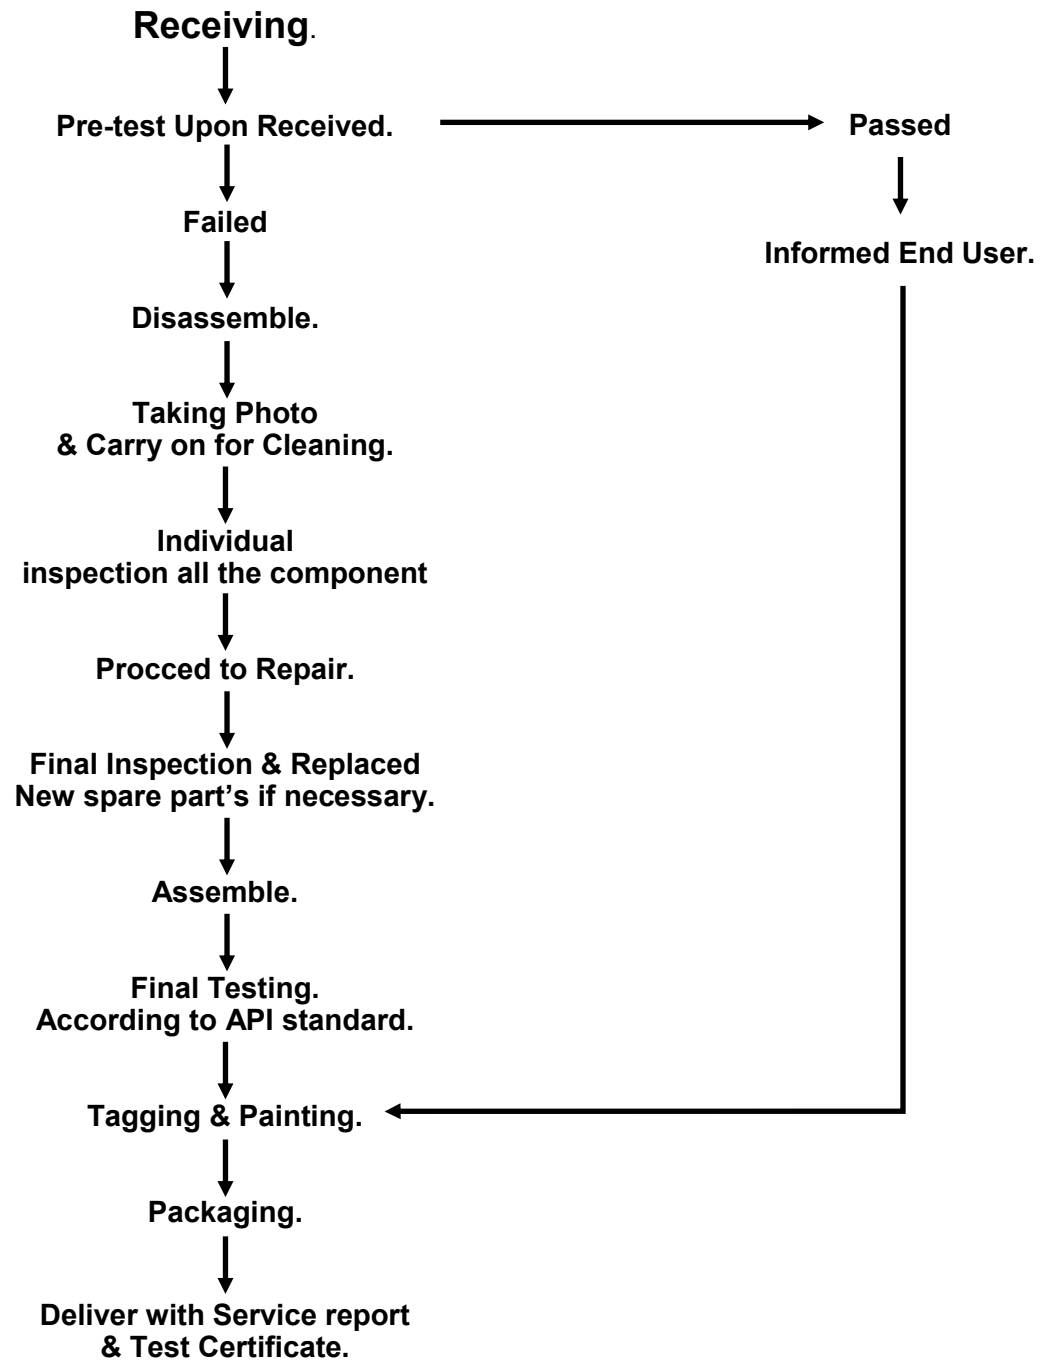 Receiving.
Pre-test Upon Received.
Passed
Failed
Informed End User.
Disassemble.
Taking Photo
& Carry on for Cleaning.
Individual
inspection all the component
Procced to Repair.
Final Inspection & Replaced
New spare part's if necessary.
Assemble.
Final Testing.
According to API standard.
Tagging & Painting.
Packaging.
Deliver with Service report
& Test Certificate.